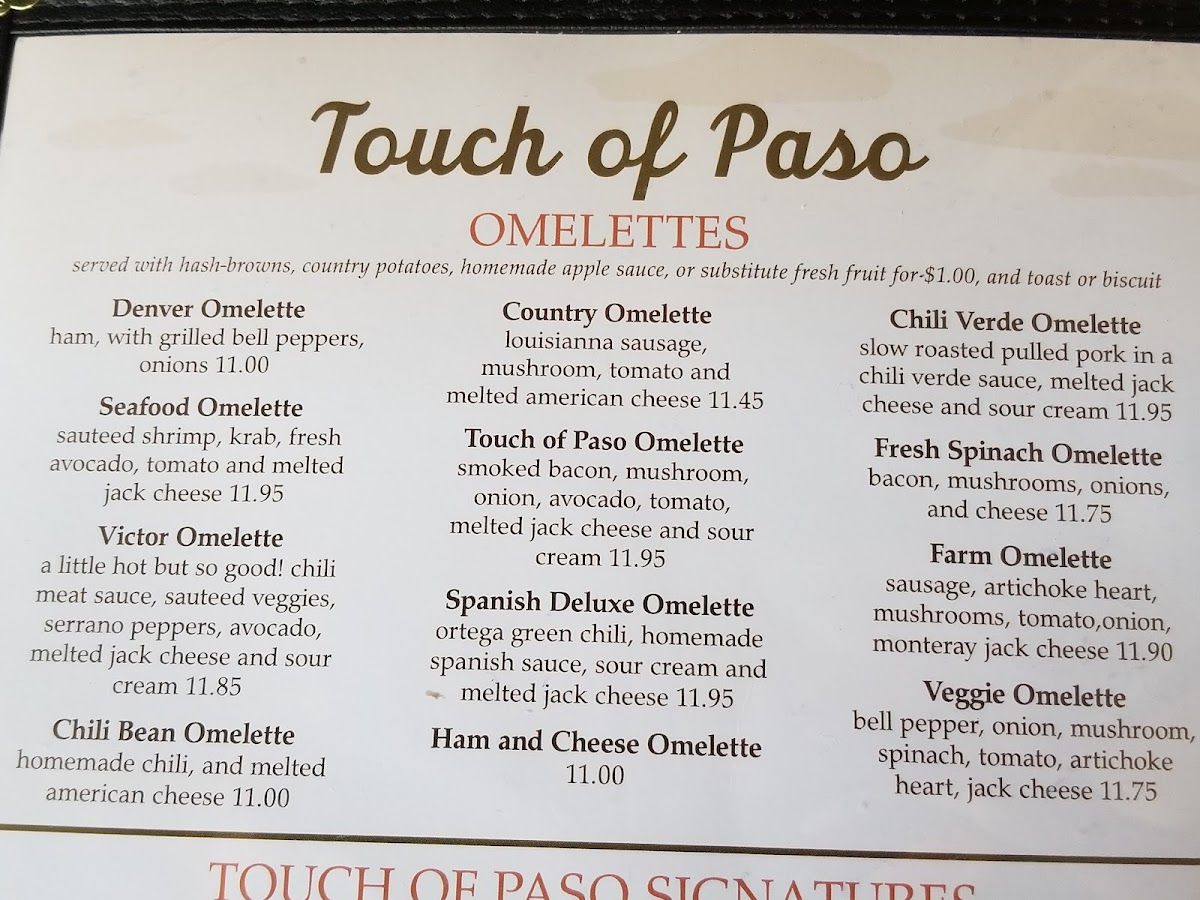 Touch of Paso
OMELETTES
served with hash-browns, country potatoes, homemade apple sauce, or substitute fresh fruit for-$1.00, and toast or biscuit
Denver Omelette
ham, with grilled bell peppers,
onions 11.00
Seafood Omelette
sauteed shrimp, krab, fresh
avocado, tomato and melted
jack cheese 11.95
Victor Omelette
a little hot but so good! chili
meat sauce, sauteed veggies,
serrano peppers, avocado,
melted jack cheese and sour
cream 11.85
Chili Bean Omelette
homemade chili, and melted
american cheese 11.00
Country Omelette
louisianna sausage,
mushroom, tomato and
melted american cheese 11.45
Touch of Paso Omelette
smoked bacon, mushroom,
onion, avocado, tomato,
melted jack cheese and sour
cream 11.95
Spanish Deluxe Omelette
ortega green chili, homemade
spanish sauce, sour cream and
melted jack cheese 11.95
Ham and Cheese Omelette
11.00
Chili Verde Omelette
slow roasted pulled pork in a
chili verde sauce, melted jack
cheese and sour cream 11.95
Fresh Spinach Omelette
bacon, mushrooms, onions,
and cheese 11.75
Farm Omelette
sausage, artichoke heart,
mushrooms, tomato,onion,
monteray jack cheese 11.90
Veggie Omelette
bell pepper, onion, mushroom,
spinach, tomato, artichoke
heart, jack cheese 11.75
TOUCH OF PASO SIGNATURES